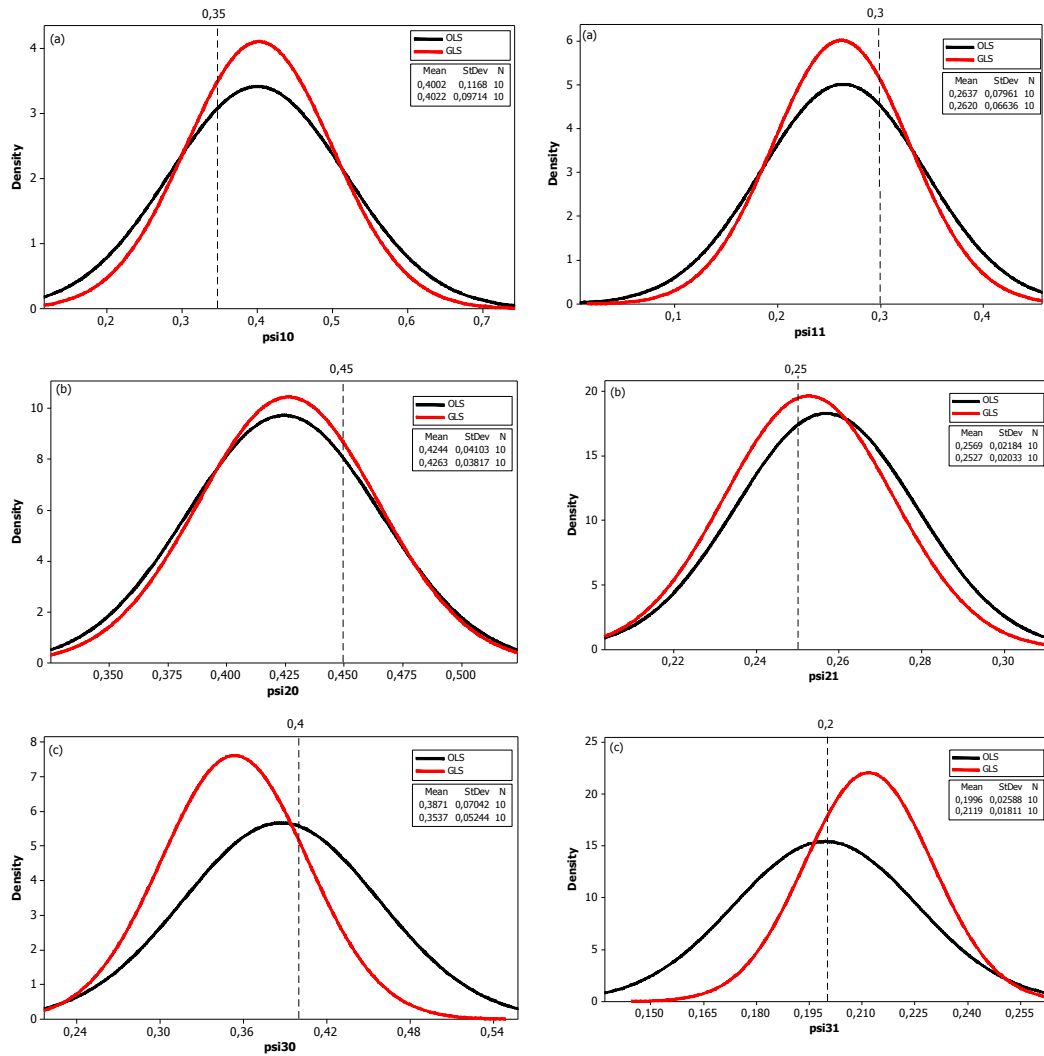 0,35
(a)
OLS
GLS
Mean StDev N
0,4002 0,1168 10
0,4022 0,09714 10
4
3
2
1
0
Density
0,2 0,3 0,4 0,5 0,6 0,7
psi10
0,3
(a)
OLS
GLS
Mean StDev N
0,2637 0,07961 10
0,2620 0,06636 10
6
5
4
3
2
1
0
Density
0,1 0,2 0,3 0,4
psi11
0,45
(b)
OLS
GLS
Mean StDev N
0,4244 0,04103 10
0,4263 0,03817 10
10
8
6
4
2
0
Density
0,350 0,375 0,400 0,425 0,450 0,475 0,500
psi20
0,25
(b)
OLS
GLS
Mean StDev N
0,2569 0,02184 10
0,2527 0,02033 10
20
15
10
5
0
Density
0,22 0,24 0,26 0,28 0,30
psi21
0,4
(c)
OLS
GLS
Mean StDev N
0,3871 0,07042 10
0,3537 0,05244 10
8
7
6
5
4
3
2
1
0
Density
0,24 0,30 0,36 0,42 0,48 0,54
psi30
0,2
(c)
OLS
GLS
Mean StDev N
0,1996 0,02588 10
0,2119 0,01811 10
25
20
15
10
5
0
Density
0,150 0,165 0,180 0,195 0,210 0,225 0,240 0,255
psi31